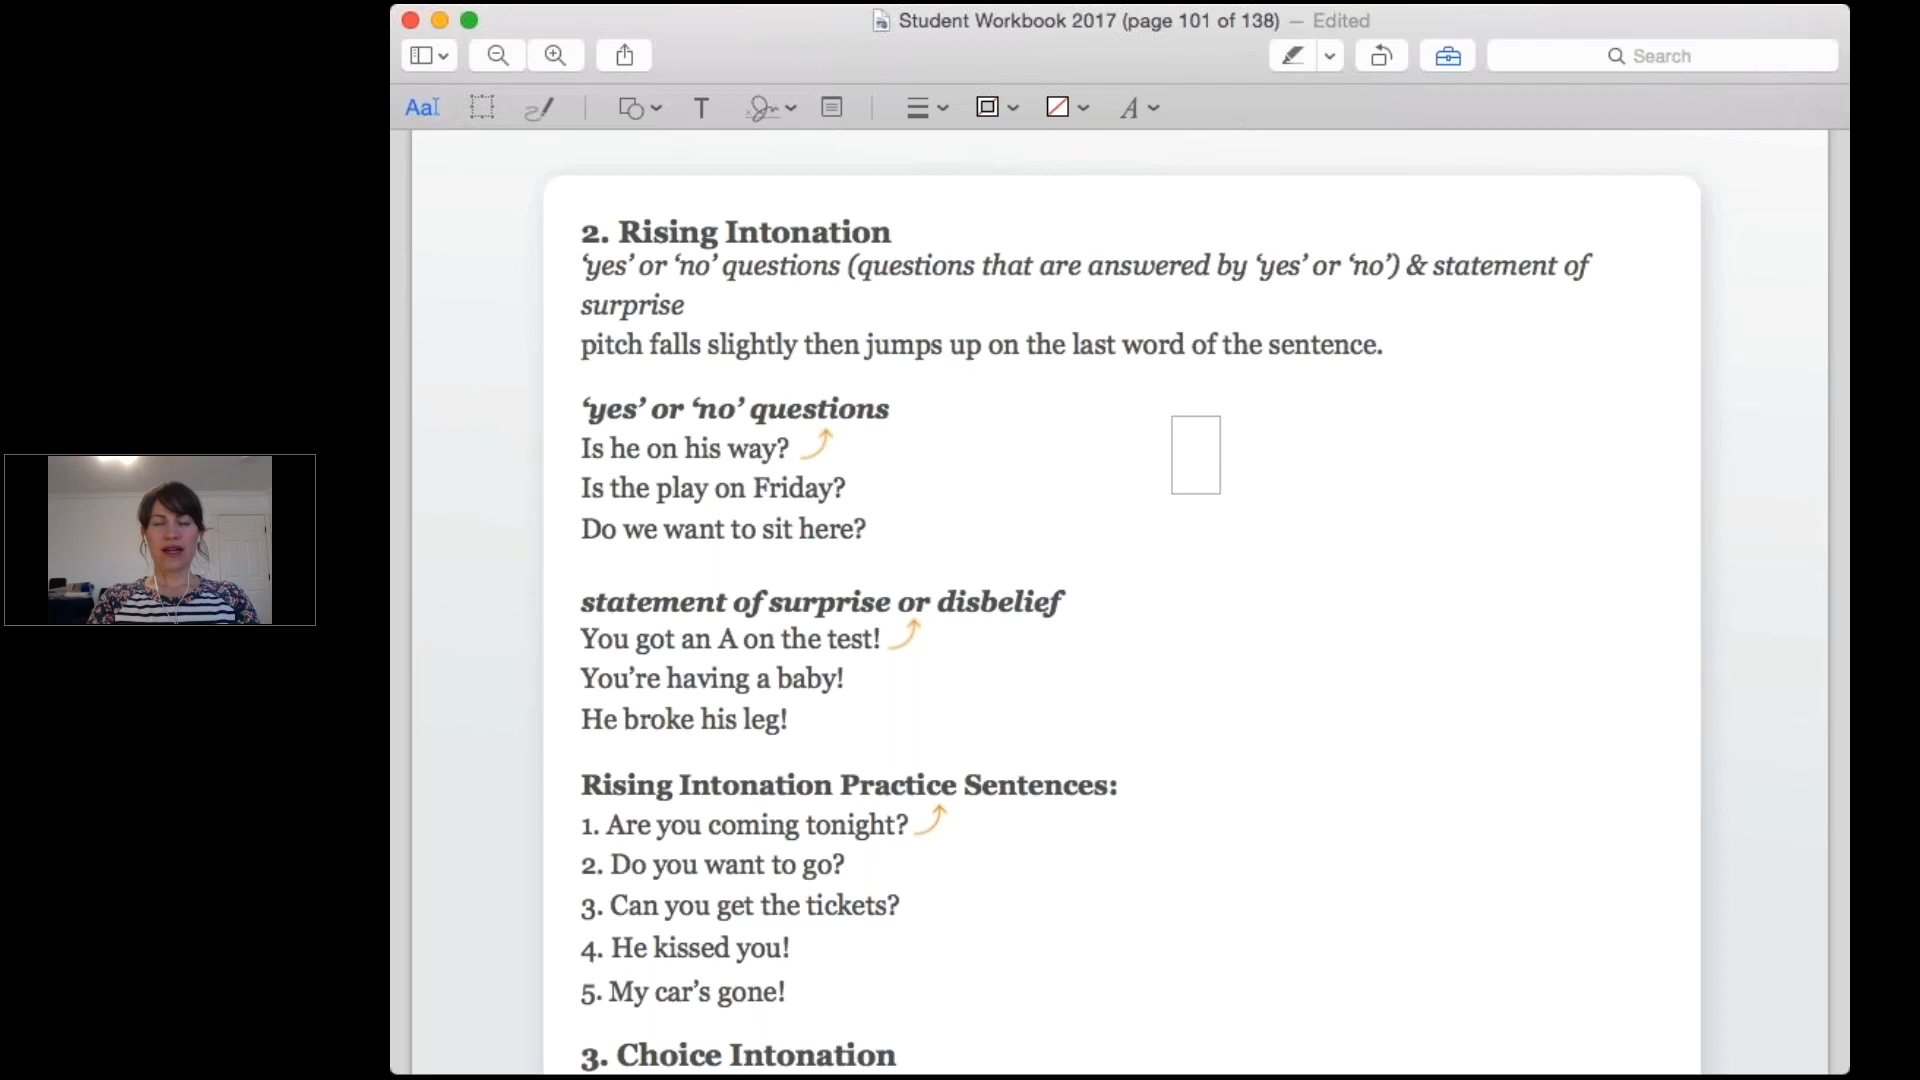 Student Workbook 2017 (page 101 of 138) — Edited
Search
AaI
T
A
2. Rising Intonation
‘yes’ or ‘no’ questions (questions that are answered by ‘yes’ or ‘no’) & statement of
surprise
pitch falls slightly then jumps up on the last word of the sentence.
‘yes’ or ‘no’ questions
Is he on his way?
Is the play on Friday?
Do we want to sit here?
statement of surprise or disbelief
You got an A on the test!
You’re having a baby!
He broke his leg!
Rising Intonation Practice Sentences:
1. Are you coming tonight?
2. Do you want to go?
3. Can you get the tickets?
4. He kissed you!
5. My car’s gone!
3. Choice Intonation